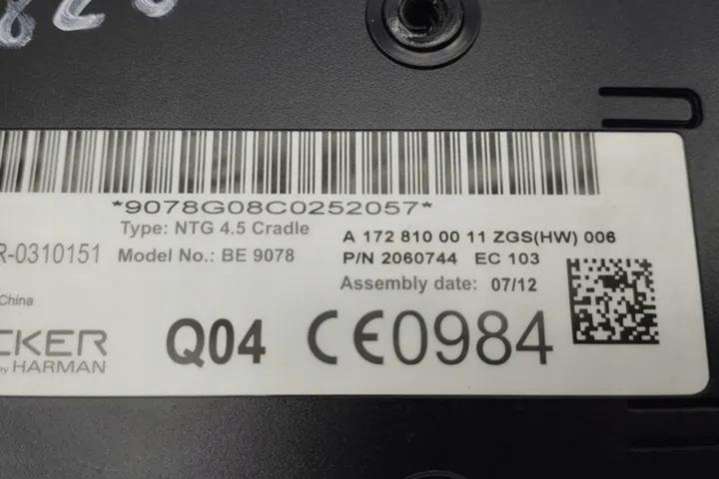 *9078G08C0252057*
Type: NTG 4.5 Cradle
A 172 810 00 11 ZGS(HW) 006
R-0310151
Model No.: BE 9078
P/N 2060744 EC 103
Assembly date: 07/12
China
CKER
Q04
CE0984
by HARMAN